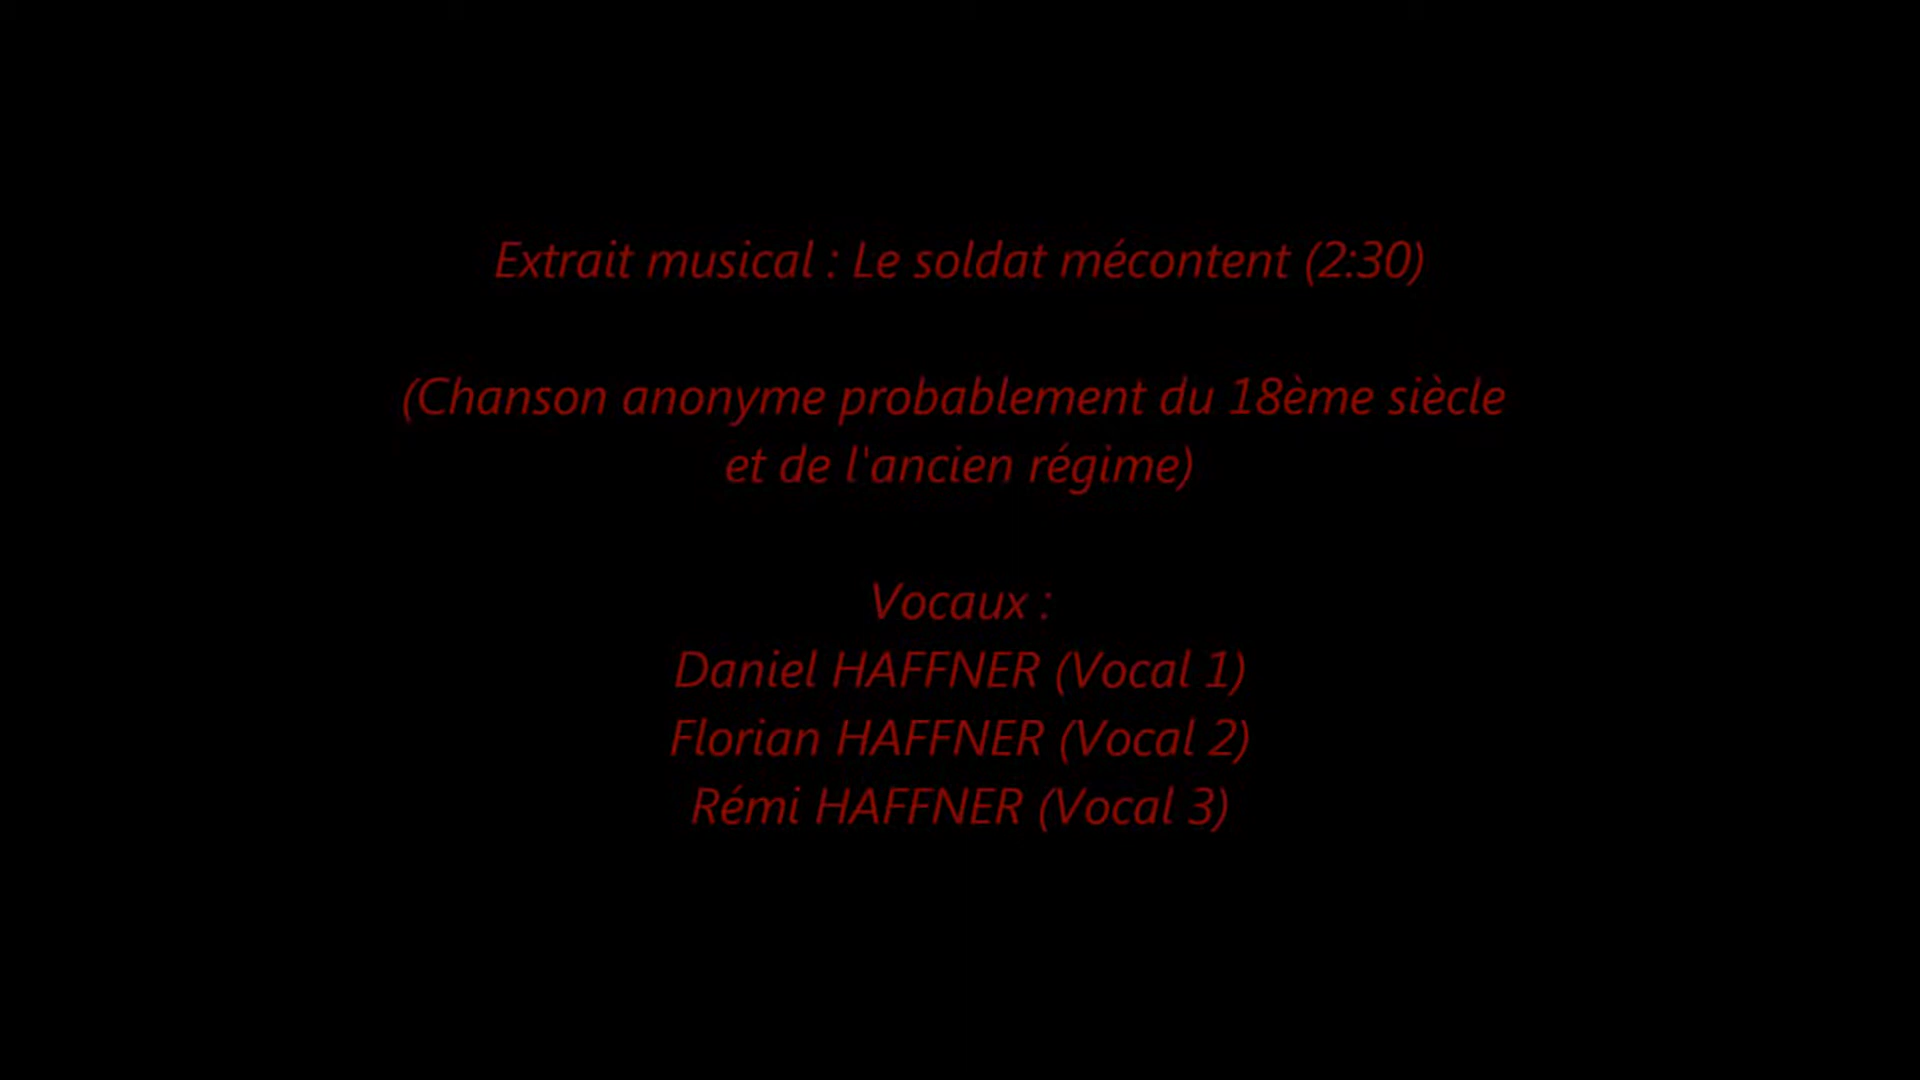 Extrait musical : Le soldat mécontent (2:30)
(Chanson anonyme probablement du 18ème siècle
et de l'ancien régime)
Vocaux :
Daniel HAFFNER (Vocal 1)
Florian HAFFNER (Vocal 2)
Rémi HAFFNER (Vocal 3)